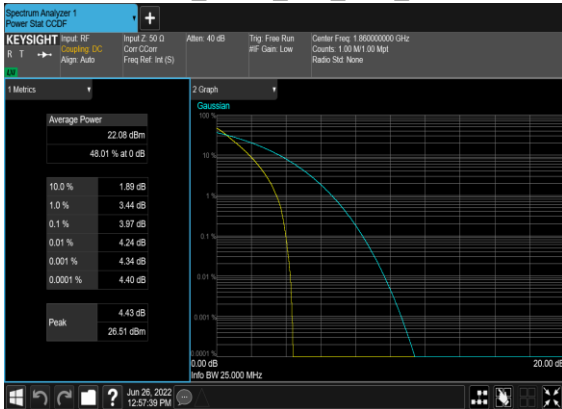 Spectrum Analyzer 1
Power Stat CCDF
KEYSIGHT
R T
LXI
Input: RF
Coupling: DC
Align: Auto
Input Z: 50 Ω
Corr CCorr
Freq Ref: Int (S)
Atten: 40 dB
Trig: Free Run
#IF Gain: Low
Center Freq: 1.860000000 GHz
Counts: 1.00 M/1.00 Mpt
Radio Std: None
1 Metrics
Average Power
22.08 dBm
48.01 % at 0 dB
10.0 % 1.89 dB
1.0 % 3.44 dB
0.1 % 3.97 dB
0.01 % 4.24 dB
0.001 % 4.34 dB
0.0001 % 4.40 dB
Peak
4.43 dB
26.51 dBm
2 Graph
Gaussian
100 %
10 %
1 %
0.1 %
0.01 %
0.001 %
0.0001 %
0.00 dB 20.00 dB
Info BW 25.000 MHz
Jun 26, 2022
12:57:39 PM